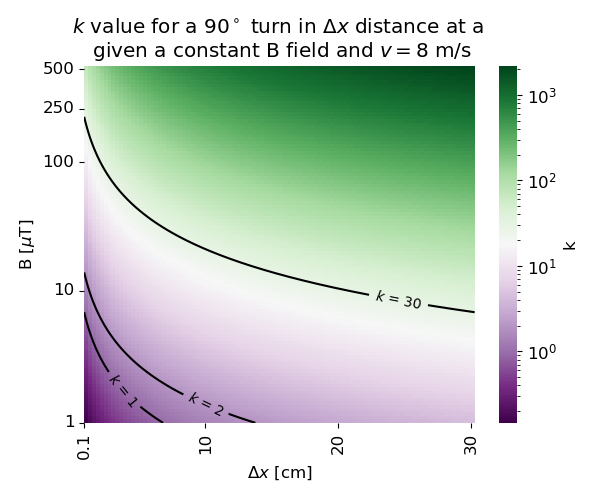 k value for a 90° turn in Δx distance at a
given a constant B field and v = 8 m/s
500
250
100
10
1
B [μT]
k = 30
k = 2
k = 1
0.1
10
20
30
Δx [cm]
10³
10²
10¹
10⁰
k